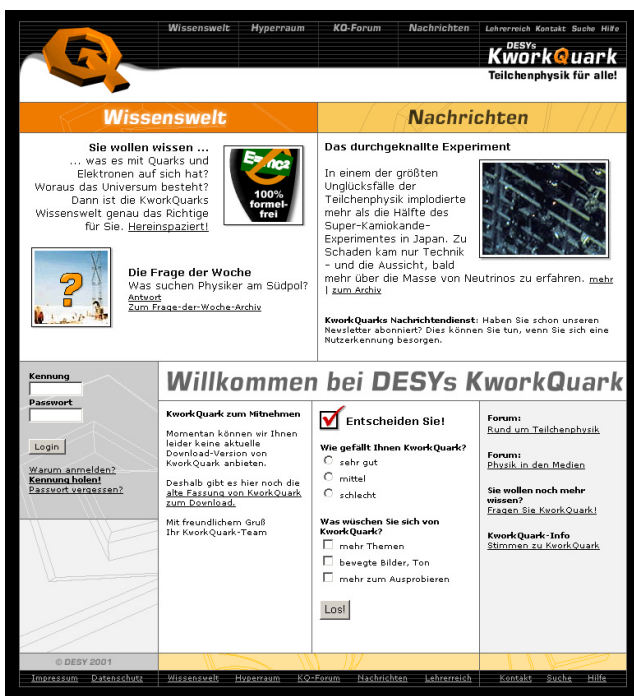 Wissenswelt Hyperraum KQ-Forum Nachrichten Lehrerreich Kontakt Suche Hilfe
DESYs
KworkQuark
Teilchenphysik für alle!
Wissenswelt
Sie wollen wissen ...
... was es mit Quarks und
Elektronen auf sich hat?
Woraus das Universum besteht?
Dann ist die KworkQuarks
Wissenswelt genau das Richtige
für Sie. Hereinspaziert!
E=mc2
100%
formel-
frei
?
Die Frage der Woche
Was suchen Physiker am Südpol?
Antwort
Zum Frage-der-Woche-Archiv
Nachrichten
Das durchgeknallte Experiment
In einem der größten
Unglücksfälle der
Teilchenphysik implodierte
mehr als die Hälfte des
Super-Kamiokande-
Experimentes in Japan. Zu
Schaden kam nur Technik
- und die Aussicht, bald
mehr über die Masse von Neutrinos zu erfahren. mehr
| zum Archiv
KworkQuarks Nachrichtendienst: Haben Sie schon unseren
Newsletter abonniert? Dies können Sie tun, wenn Sie sich eine
Nutzerkennung besorgen.
Kennung
Passwort
Login
Warum anmelden?
Kennung holen!
Passwort vergessen?
Willkommen bei DESYs KworkQuark
KworkQuark zum Mitnehmen
Momentan können wir Ihnen
leider keine aktuelle
Download-Version von
KworkQuark anbieten.
Deshalb gibt es hier noch die
alte Fassung von KworkQuark
zum Download.
Mit freundlichem Gruß
Ihr KworkQuark-Team
Entscheiden Sie!
Wie gefällt Ihnen KworkQuark?
sehr gut
mittel
schlecht
Was wüschen Sie sich von
KworkQuark?
mehr Themen
bewegte Bilder, Ton
mehr zum Ausprobieren
Los!
Forum:
Rund um Teilchenphysik
Forum:
Physik in den Medien
Sie wollen noch mehr
wissen?
Fragen Sie KworkQuark!
KworkQuark-Info
Stimmen zu KworkQuark
© DESY 2001
Impressum Datenschutz Wissenswelt Hyperraum KQ-Forum Nachrichten Lehrerreich Kontakt Suche Hilfe